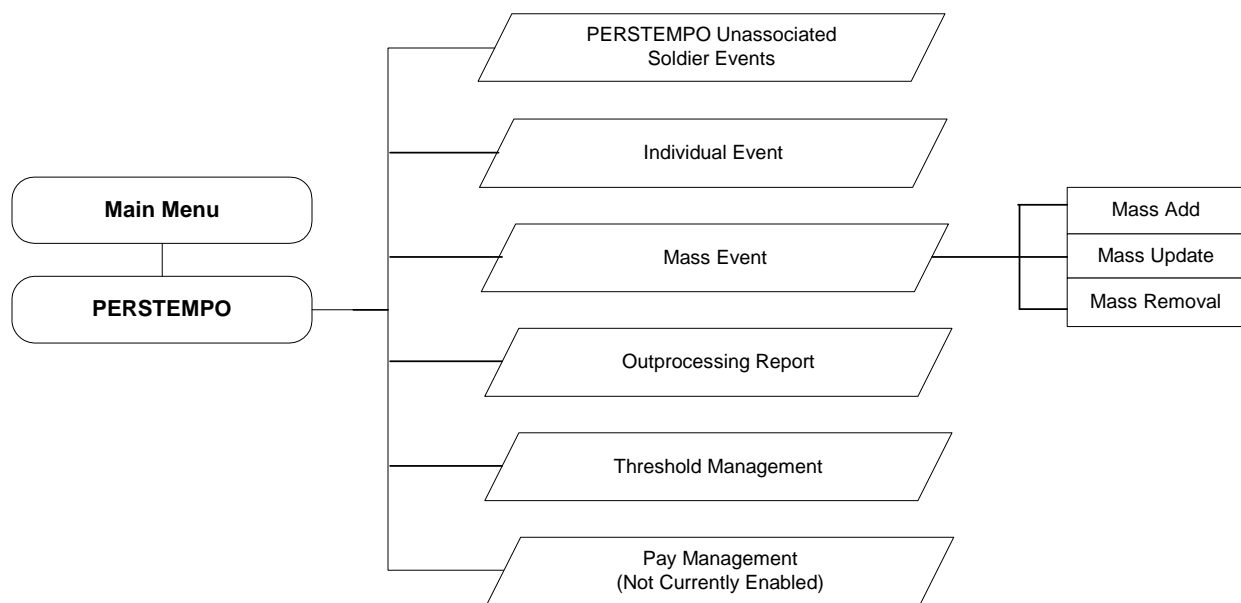 Main Menu
PERSTEMPO
PERSTEMPO Unassociated
Soldier Events
Individual Event
Mass Event
Outprocessing Report
Threshold Management
Pay Management
(Not Currently Enabled)
Mass Add
Mass Update
Mass Removal